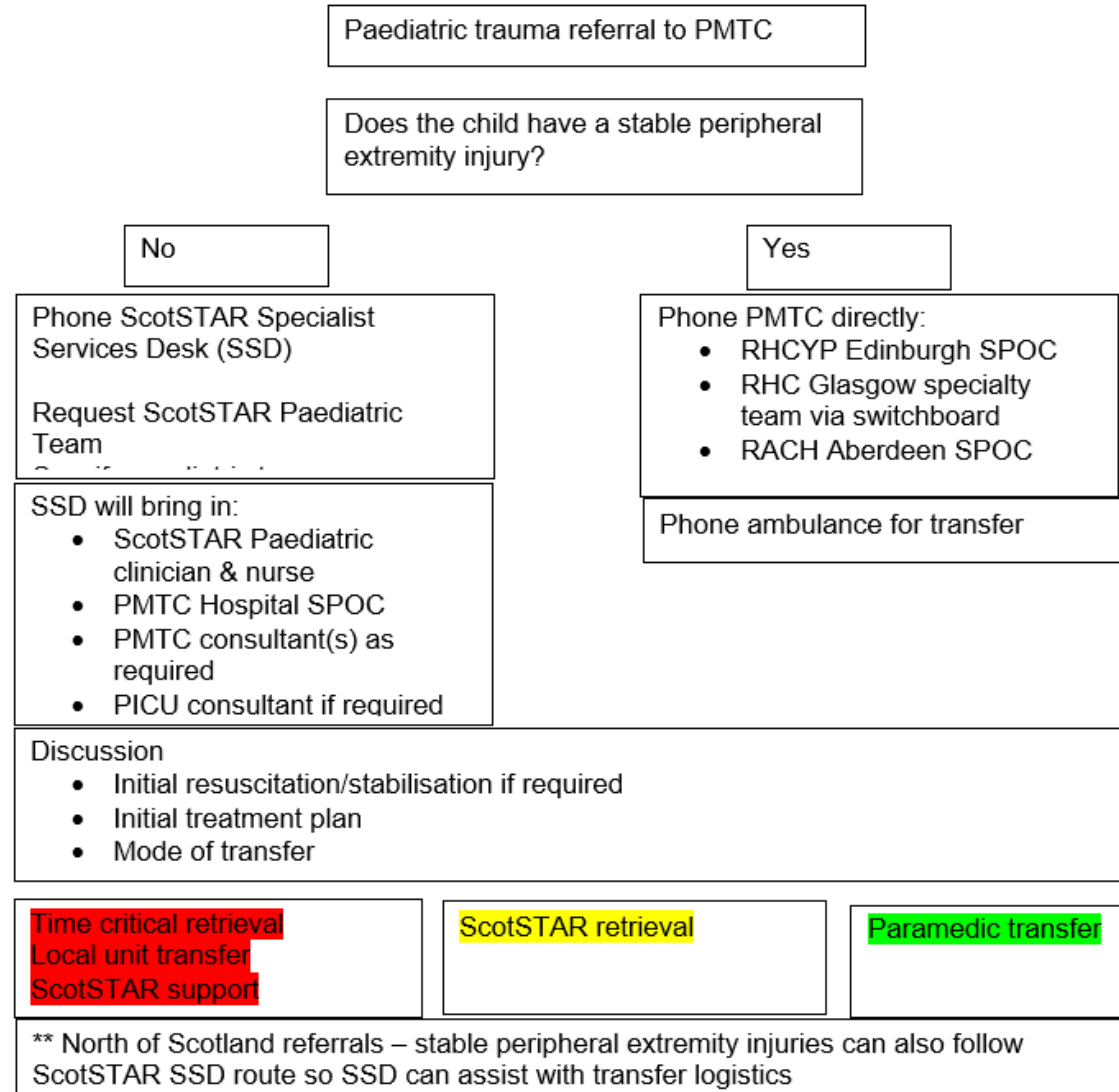 Paediatric trauma referral to PMTC
Does the child have a stable peripheral
extremity injury?
No
Yes
Phone ScotSTAR Specialist
Services Desk (SSD)
Request ScotSTAR Paediatric
Team
Phone PMTC directly:
• RHCYP Edinburgh SPOC
• RHC Glasgow specialty
team via switchboard
• RACH Aberdeen SPOC
SSD will bring in:
• ScotSTAR Paediatric
clinician & nurse
• PMTC Hospital SPOC
• PMTC consultant(s) as
required
• PICU consultant if required
Phone ambulance for transfer
Discussion
• Initial resuscitation/stabilisation if required
• Initial treatment plan
• Mode of transfer
Time critical retrieval
Local unit transfer
ScotSTAR support
ScotSTAR retrieval
Paramedic transfer
** North of Scotland referrals – stable peripheral extremity injuries can also follow
ScotSTAR SSD route so SSD can assist with transfer logistics